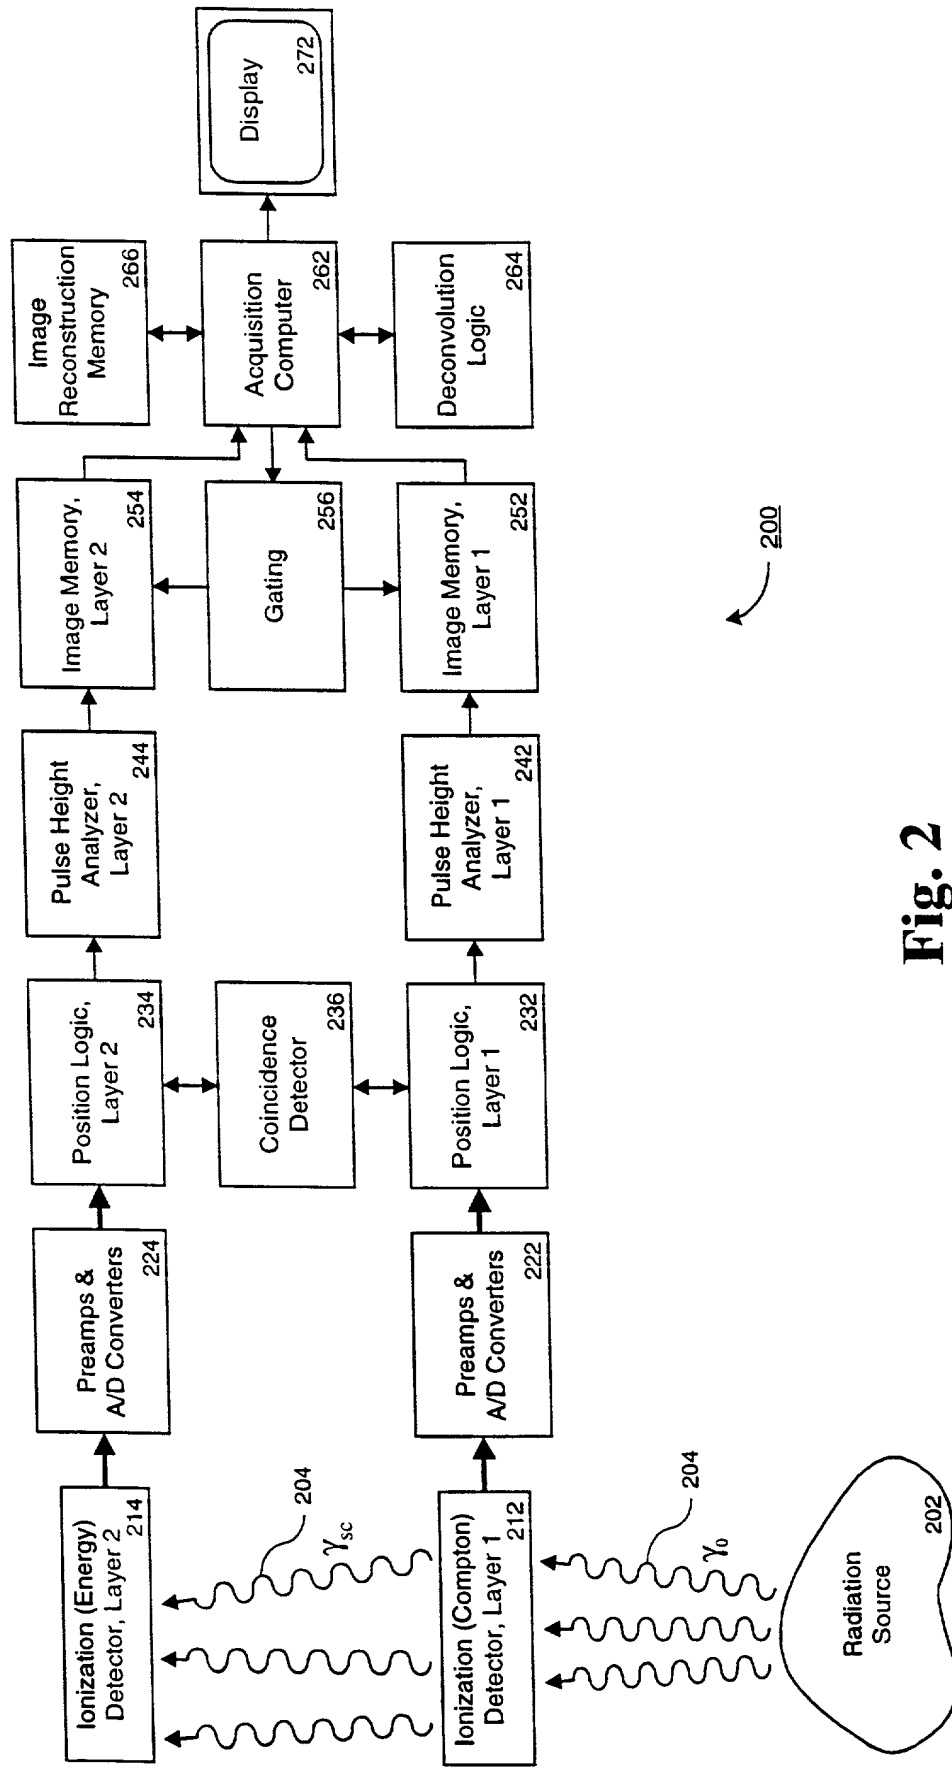 Ionization (Energy)
Detector, Layer 2
214
Preamps &
A/D Converters
224
Position Logic,
Layer 2
234
Pulse Height
Analyzer,
Layer 2
244
Image Memory,
Layer 2
254
Image
Reconstruction
Memory
266
Coincidence
Detector
236
Gating
256
Acquisition
Computer
262
Display
272
204
γsc
Ionization (Compton)
Detector, Layer 1
212
Preamps &
A/D Converters
222
Position Logic,
Layer 1
232
Pulse Height
Analyzer,
Layer 1
242
Image Memory,
Layer 1
252
Deconvolution
Logic
264
204
γ0
Radiation
Source
202
200
Fig. 2